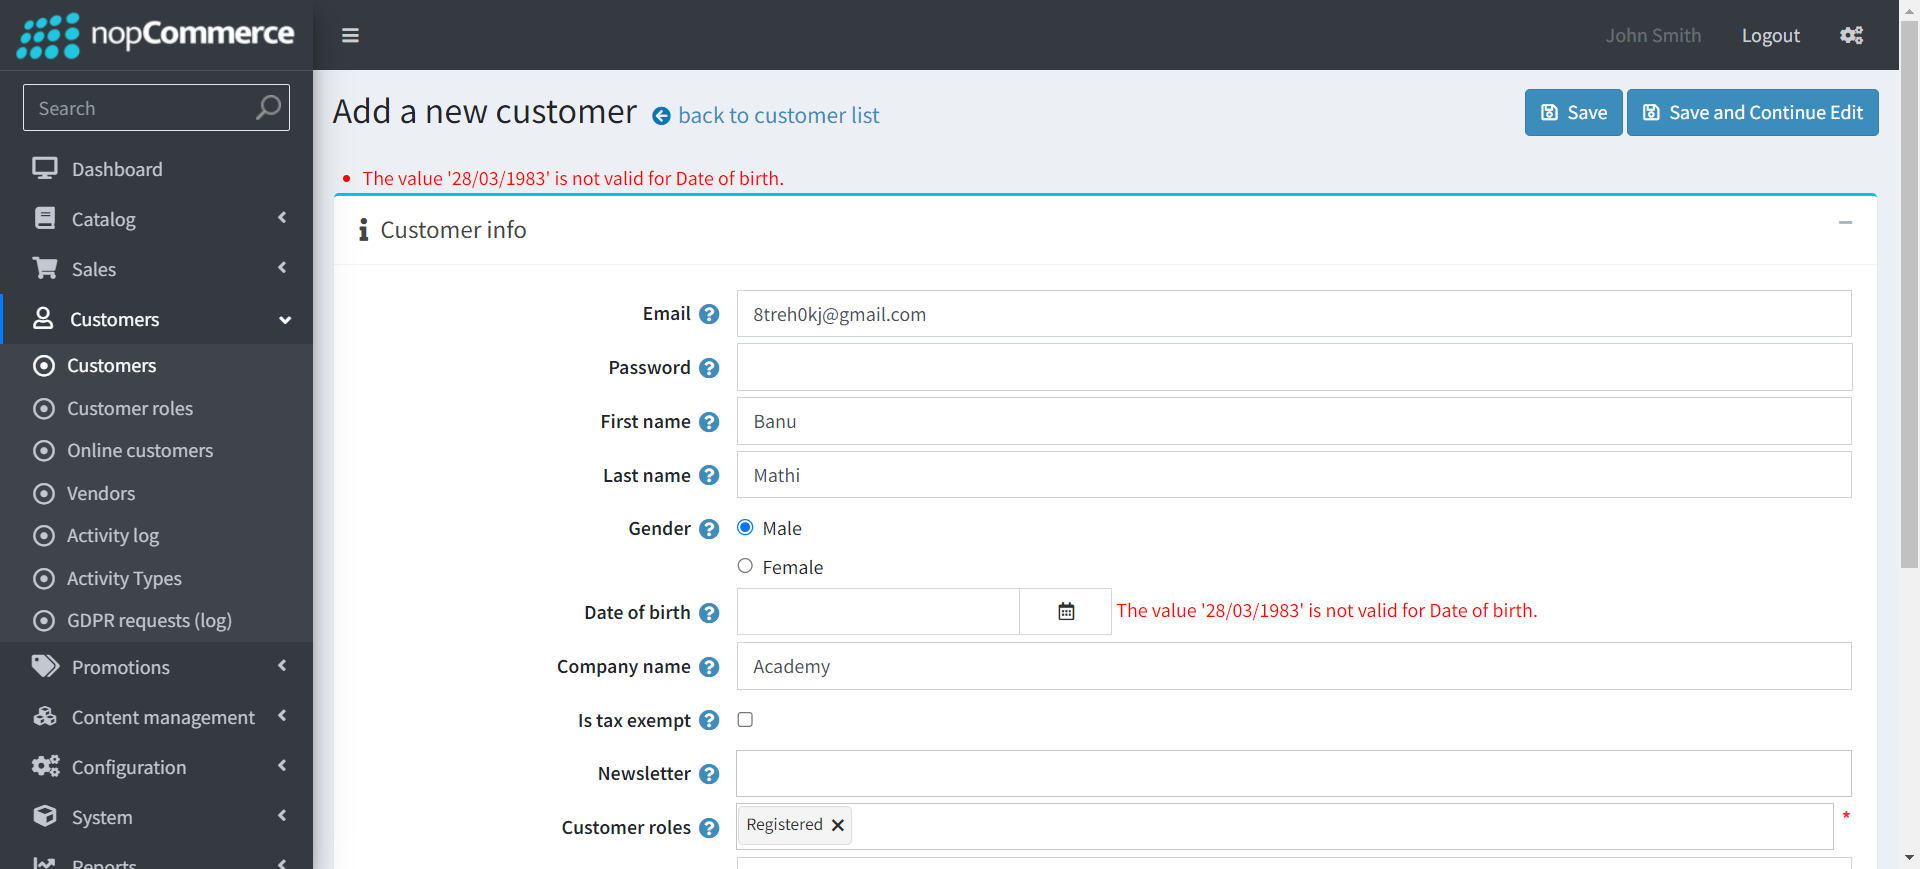 nopCommerce
John Smith
Logout
Search
Add a new customer
back to customer list
Save
Save and Continue Edit
Dashboard
Catalog
Sales
Customers
Customers
Customer roles
Online customers
Vendors
Activity log
Activity Types
GDPR requests (log)
Promotions
Content management
Configuration
System
Reports
The value '28/03/1983' is not valid for Date of birth.
Customer info
Email
8treh0kj@gmail.com
Password
First name
Banu
Last name
Mathi
Gender
Male
Female
Date of birth
The value '28/03/1983' is not valid for Date of birth.
Company name
Academy
Is tax exempt
Newsletter
Customer roles
Registered
*